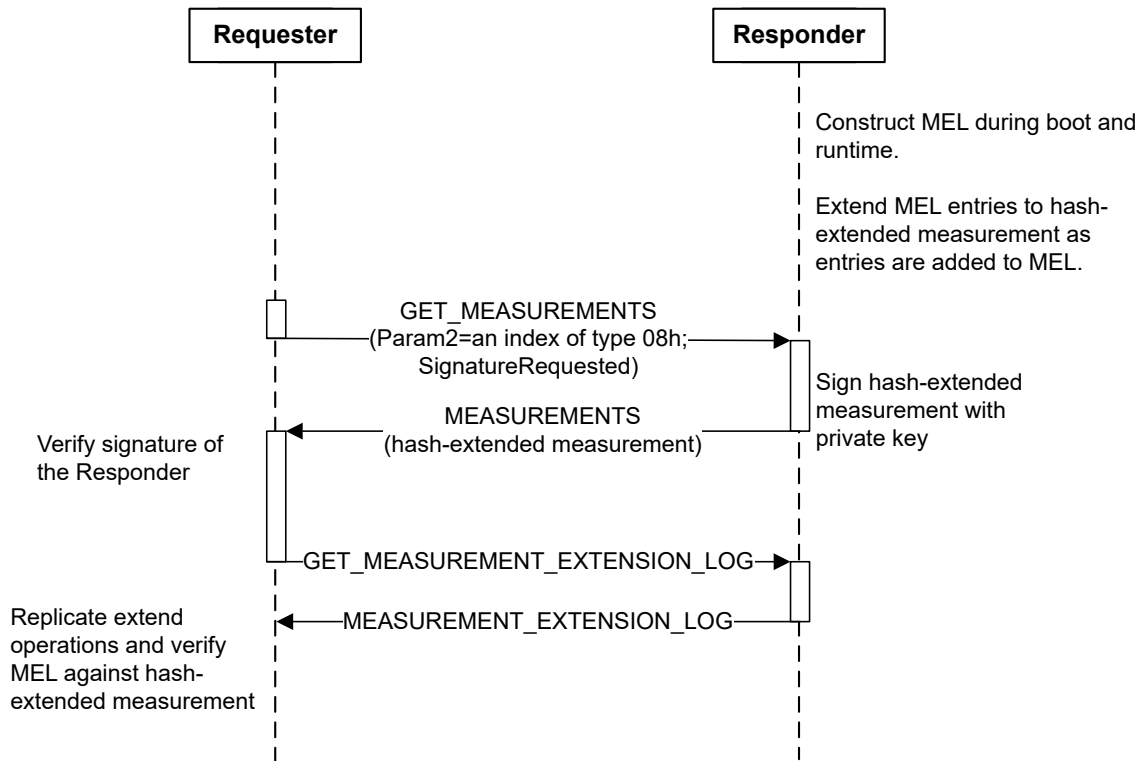 Requester
Responder
Construct MEL during boot and
runtime.
Extend MEL entries to hash-
extended measurement as
entries are added to MEL.
GET_MEASUREMENTS
(Param2=an index of type 08h;
SignatureRequested)
Sign hash-extended
measurement with
private key
MEASUREMENTS
(hash-extended measurement)
Verify signature of
the Responder
GET_MEASUREMENT_EXTENSION_LOG
MEASUREMENT_EXTENSION_LOG
Replicate extend
operations and verify
MEL against hash-
extended measurement